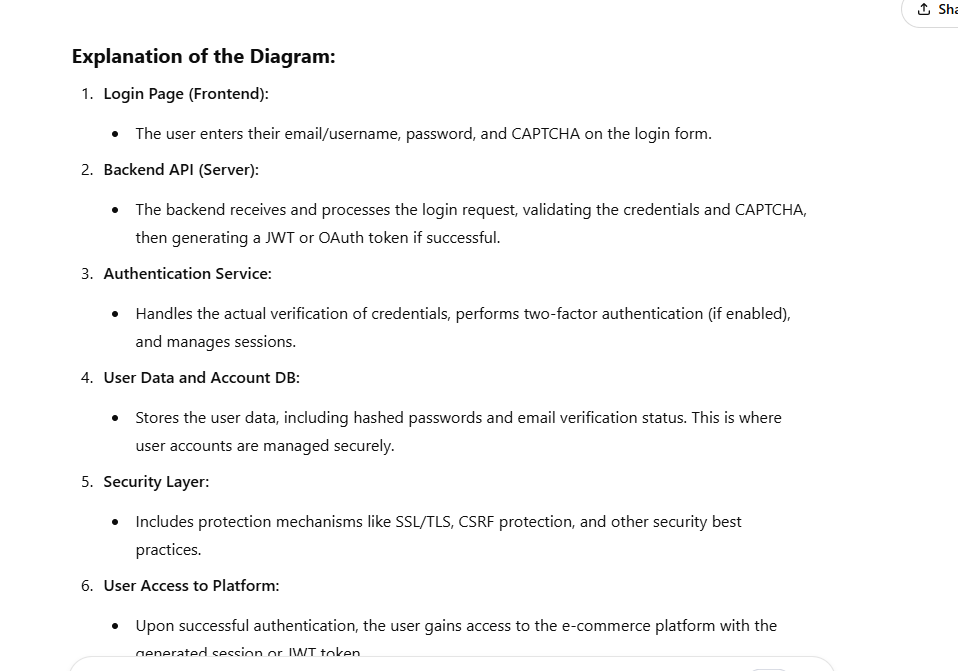 Sha
Explanation of the Diagram:
1. Login Page (Frontend):
• The user enters their email/username, password, and CAPTCHA on the login form.
2. Backend API (Server):
• The backend receives and processes the login request, validating the credentials and CAPTCHA,
then generating a JWT or OAuth token if successful.
3. Authentication Service:
• Handles the actual verification of credentials, performs two-factor authentication (if enabled),
and manages sessions.
4. User Data and Account DB:
• Stores the user data, including hashed passwords and email verification status. This is where
user accounts are managed securely.
5. Security Layer:
• Includes protection mechanisms like SSL/TLS, CSRF protection, and other security best
practices.
6. User Access to Platform:
• Upon successful authentication, the user gains access to the e-commerce platform with the
generated session or JWT token